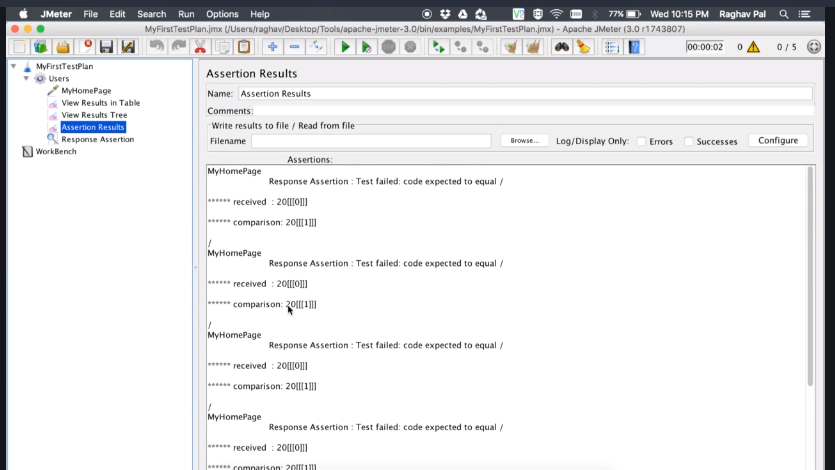 JMeter File Edit Search Run Options Help 77% Wed 10:15 PM Raghav Pal
MyFirstTestPlan.jmx (/Users/raghav/Desktop/Tools/apache-jmeter-3.0/bin/examples/MyFirstTestPlan.jmx) - Apache JMeter (3.0 r1743807)
00:00:02 0 0 / 5
MyFirstTestPlan
Users
MyHomePage
View Results in Table
View Results Tree
Assertion Results
Response Assertion
WorkBench
Assertion Results
Name: Assertion Results
Comments:
Write results to file / Read from file
Filename Browse... Log/Display Only: Errors Successes Configure
Assertions:
MyHomePage
Response Assertion : Test failed: code expected to equal /
****** received : 20[[[0]]]
****** comparison: 20[[[1]]]
/
MyHomePage
Response Assertion : Test failed: code expected to equal /
****** received : 20[[[0]]]
****** comparison: 20[[[1]]]
/
MyHomePage
Response Assertion : Test failed: code expected to equal /
****** received : 20[[[0]]]
****** comparison: 20[[[1]]]
/
MyHomePage
Response Assertion : Test failed: code expected to equal /
****** received : 20[[[0]]]
****** comparison: 20[[[1]]]